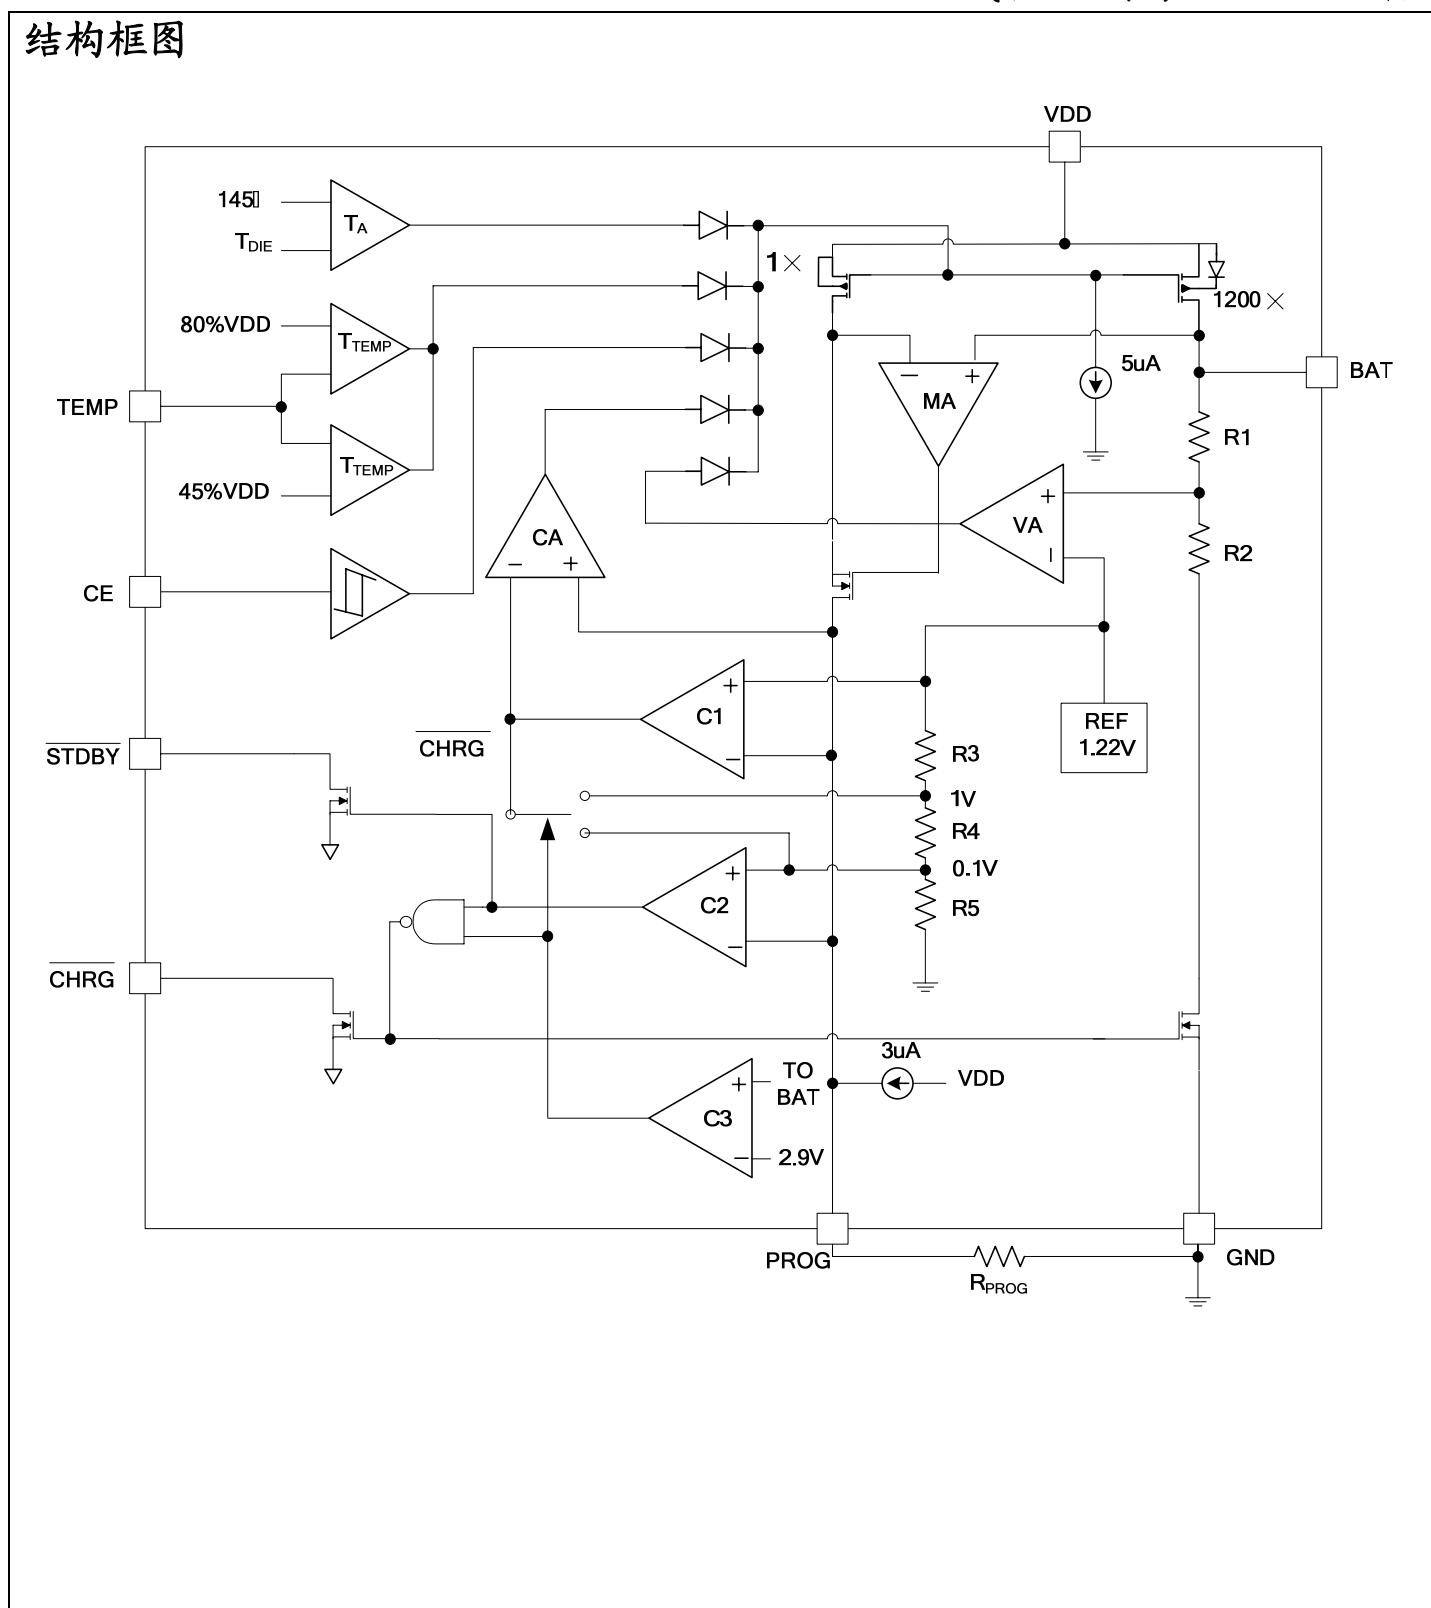 结构框图
VDD
145
TA
TDIE
1×
1200×
80%VDD
TTEMP
5uA
BAT
TEMP
MA
R1
TTEMP
45%VDD
+
VA
R2
CA
CE
C1
REF
1.22V
CHRG
STDBY
R3
1V
R4
0.1V
C2
R5
CHRG
3uA
TO
BAT
VDD
C3
2.9V
PROG
GND
RPROG